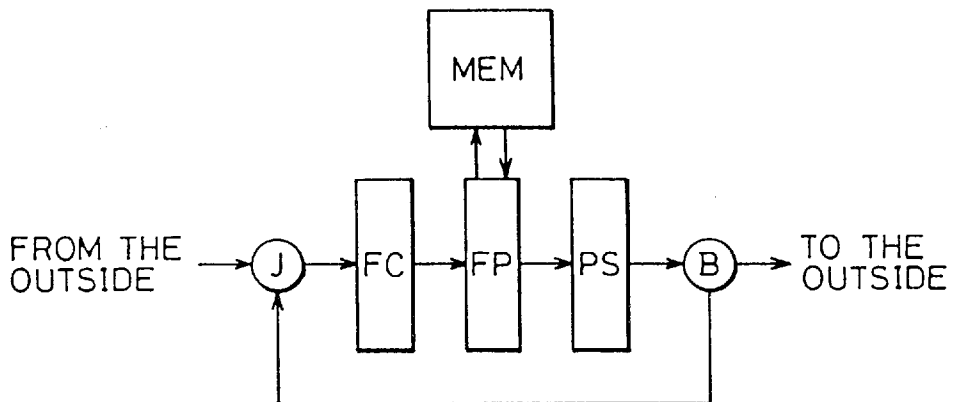 MEM
FROM THE
OUTSIDE
J
FC
FP
PS
B
TO THE
OUTSIDE